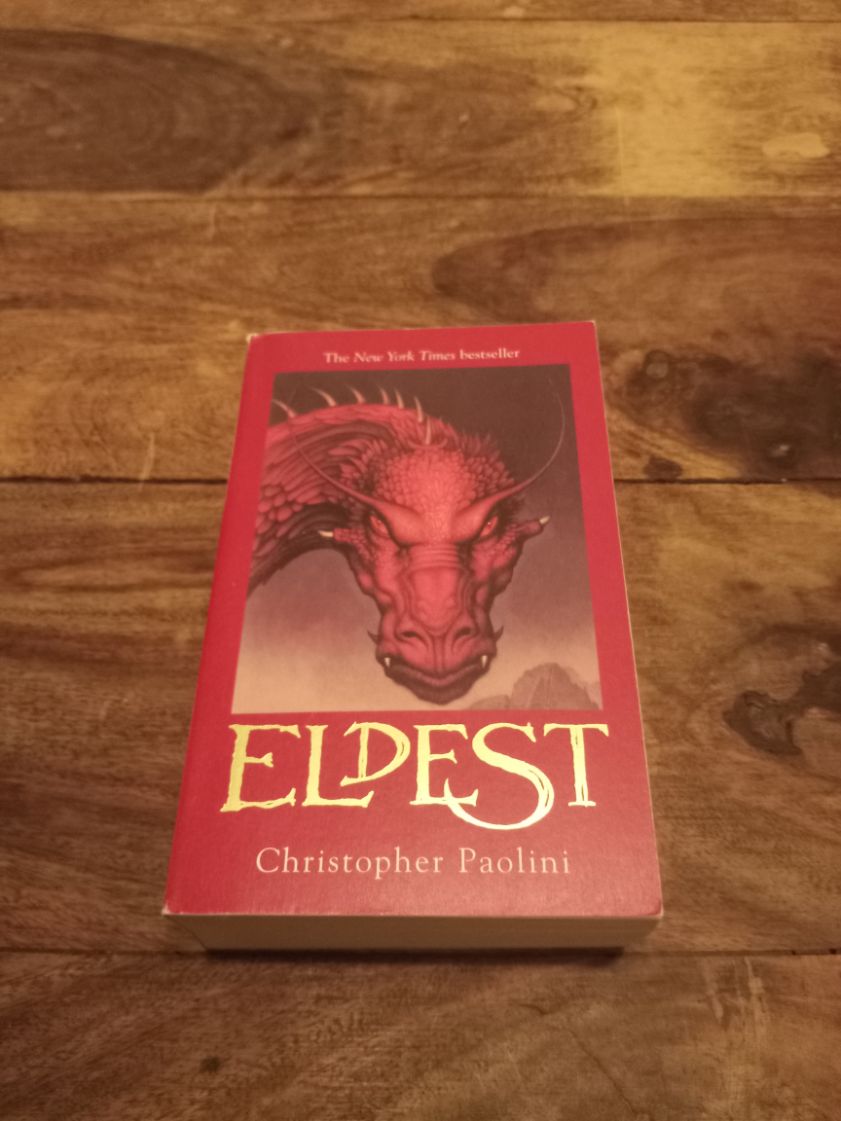 The New York Times bestseller
ELDEST
Christopher Paolini